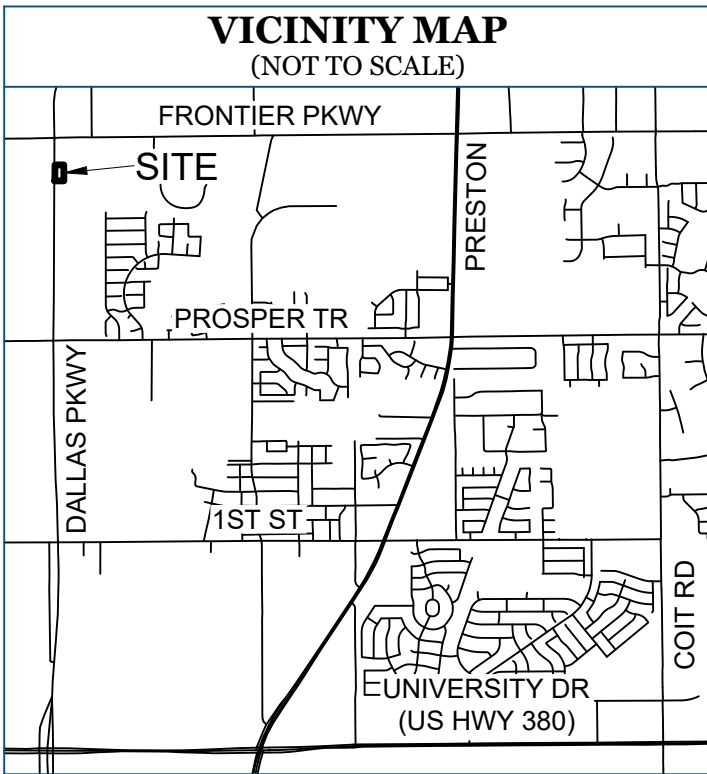 VICINITY MAP
(NOT TO SCALE)
FRONTIER PKWY
SITE
PRESTON
PROSPER TR
DALLAS PKWY
1ST ST
COIT RD
UNIVERSITY DR
(US HWY 380)